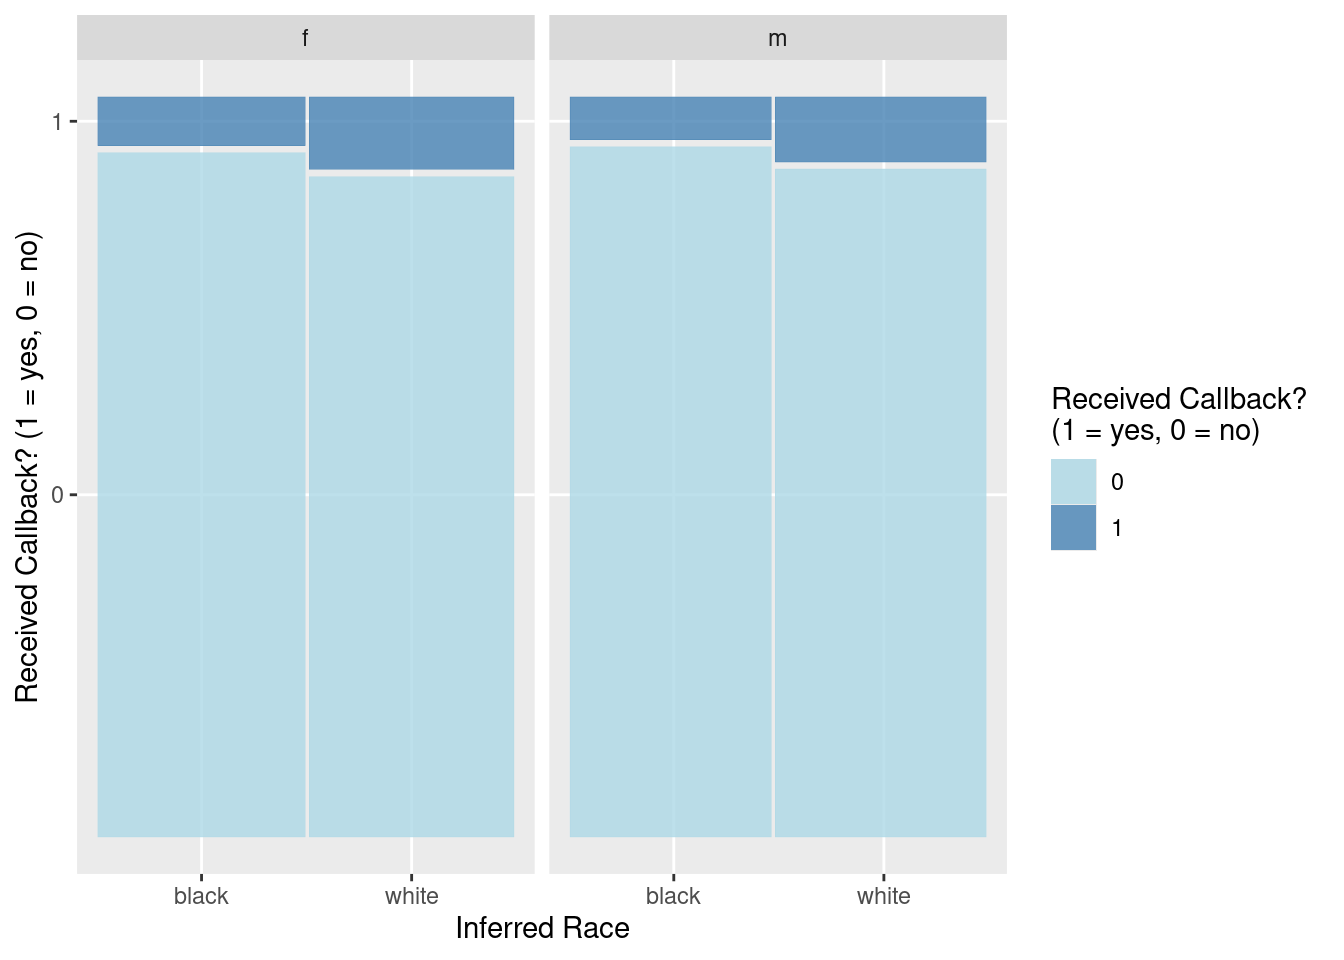 f
m
1
0
Received Callback? (1 = yes, 0 = no)
black
white
black
white
Inferred Race
Received Callback?
(1 = yes, 0 = no)
0
1